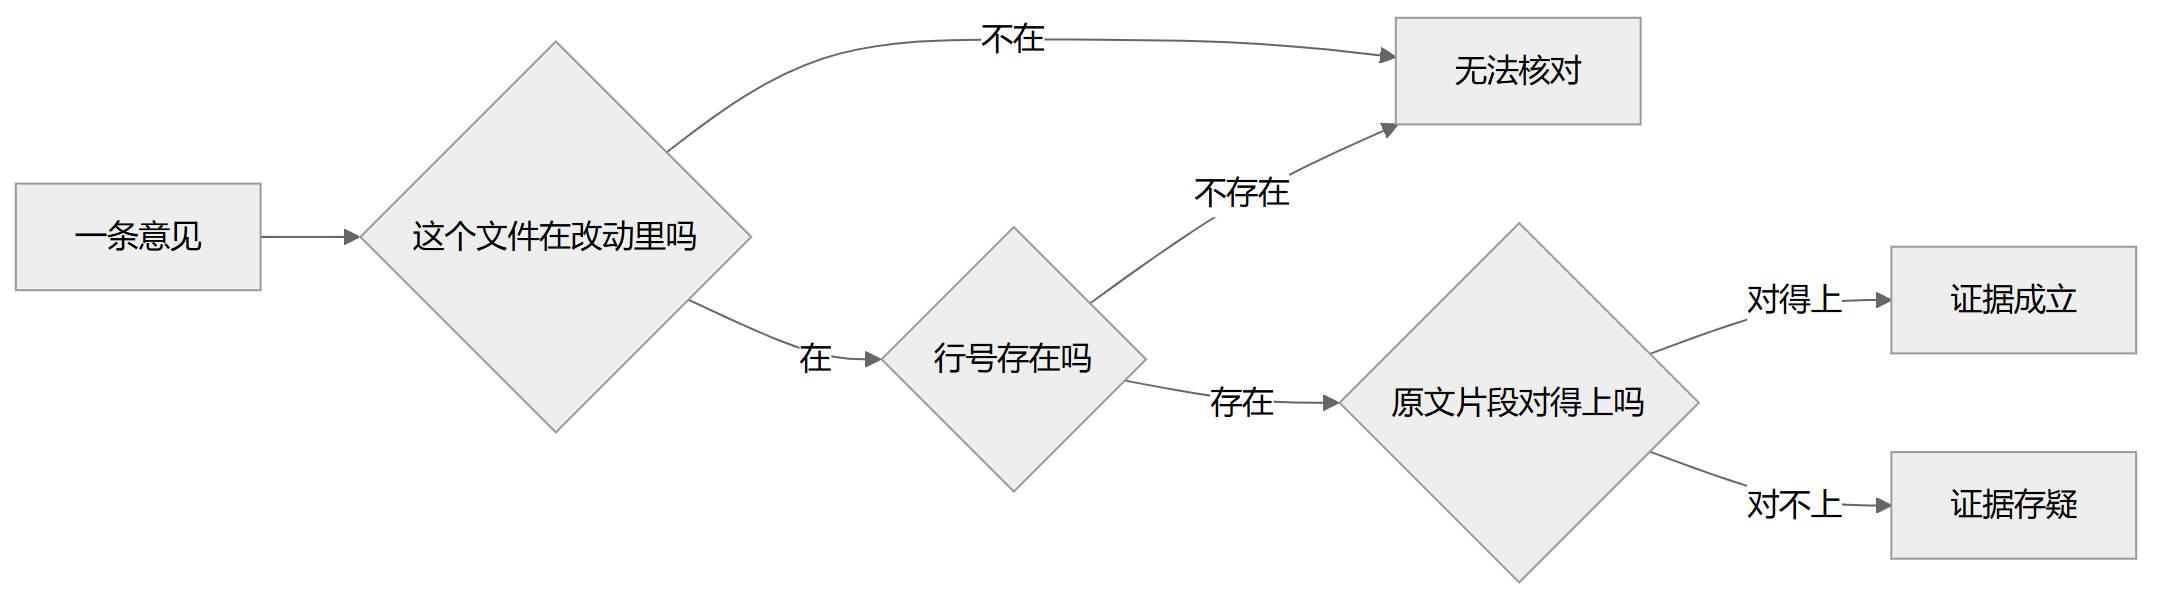 一条意见
这个文件在改动里吗
不在
在
无法核对
不存在
行号存在吗
存在
原文片段对得上吗
对得上
对不上
证据成立
证据存疑